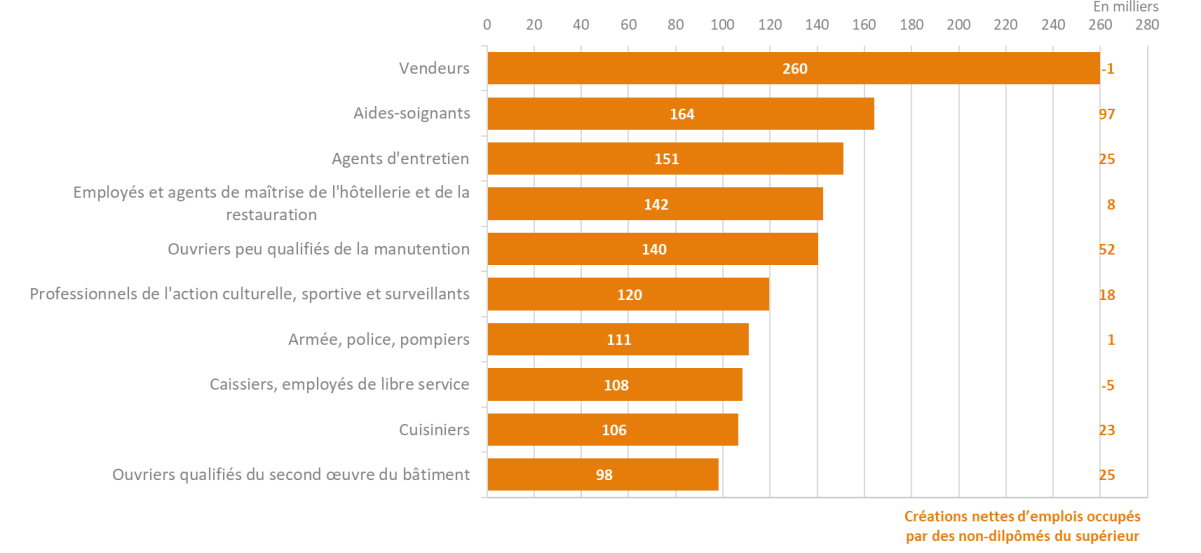 En milliers
0 20 40 60 80 100 120 140 160 180 200 220 240 260 280
Vendeurs 260 -1
Aides-soignants 164 97
Agents d'entretien 151 25
Employés et agents de maîtrise de l'hôtellerie et de la
restauration 142 8
Ouvriers peu qualifiés de la manutention 140 52
Professionnels de l'action culturelle, sportive et surveillants 120 18
Armée, police, pompiers 111 1
Caissiers, employés de libre service 108 -5
Cuisiniers 106 23
Ouvriers qualifiés du second œuvre du bâtiment 98 25
Créations nettes d’emplois occupés
par des non-dilpômés du supérieur